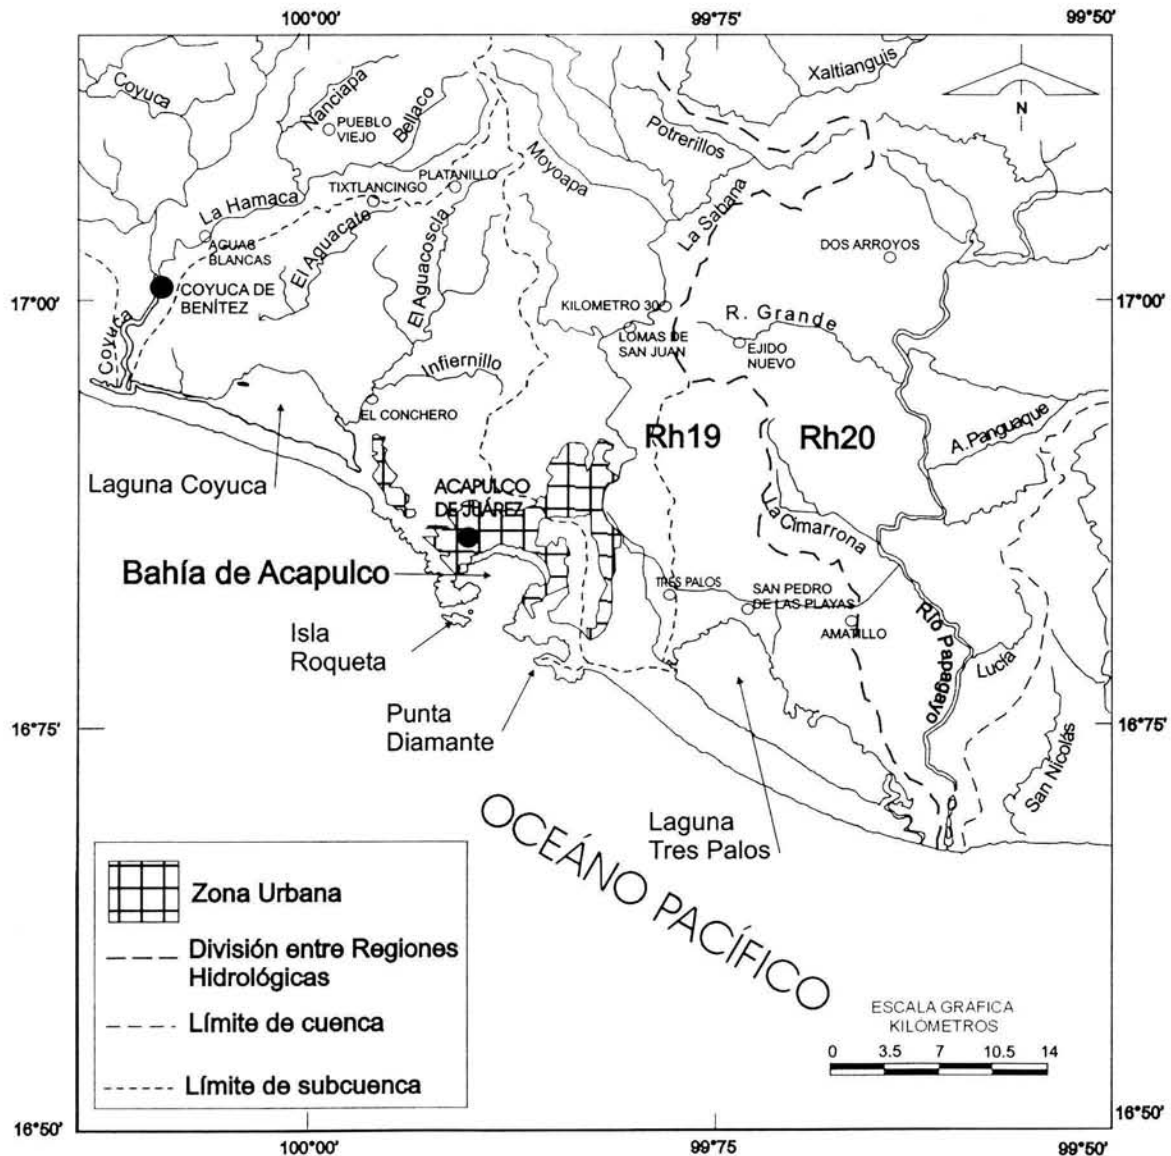 100°00'
99°75
99°50'
Coyuca
Nanciapa
Bellaco
Xaltianguis
N
PUEBLO
VIEJO
Potrerillos
Moyoapa
PLATANILLO
TIXTLANCINGO
La Hamaca
La Sabana
AGUAS
BLANCAS
El Aguacate
El Aguacoscla
DOS ARROYOS
17°00'
COYUCA DE
BENÍTEZ
KILOMETRO 30
R. Grande
17°00'
Coyuca
LOMAS DE
SAN JUAN
EJIDO
NUEVO
Infiernillo
EL CONCHERO
A. Panguaque
Rh19
Rh20
Laguna Coyuca
ACAPULCO
DE JUÁREZ
La Cimarrona
Bahía de Acapulco
TRES PALOS
SAN PEDRO
DE LAS PLAYAS
AMATILLO
Río Papagayo
Lucía
Isla
Roqueta
Punta
Diamante
16°75'
16°75'
San Nicolás
Laguna
Tres Palos
OCEÁNO PACÍFICO
Zona Urbana
División entre Regiones
Hidrológicas
Límite de cuenca
Límite de subcuenca
ESCALA GRAFICA
KILOMETROS
0 3.5 7 10.5 14
16°50'
16°50'
100°00'
99°75
99°50'